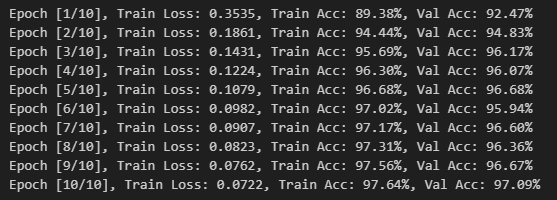 Epoch [1/10], Train Loss: 0.3535, Train Acc: 89.38%, Val Acc: 92.47%
Epoch [2/10], Train Loss: 0.1861, Train Acc: 94.44%, Val Acc: 94.83%
Epoch [3/10], Train Loss: 0.1431, Train Acc: 95.69%, Val Acc: 96.17%
Epoch [4/10], Train Loss: 0.1224, Train Acc: 96.30%, Val Acc: 96.07%
Epoch [5/10], Train Loss: 0.1079, Train Acc: 96.68%, Val Acc: 96.68%
Epoch [6/10], Train Loss: 0.0982, Train Acc: 97.02%, Val Acc: 95.94%
Epoch [7/10], Train Loss: 0.0907, Train Acc: 97.17%, Val Acc: 96.60%
Epoch [8/10], Train Loss: 0.0823, Train Acc: 97.31%, Val Acc: 96.36%
Epoch [9/10], Train Loss: 0.0762, Train Acc: 97.56%, Val Acc: 96.67%
Epoch [10/10], Train Loss: 0.0722, Train Acc: 97.64%, Val Acc: 97.09%